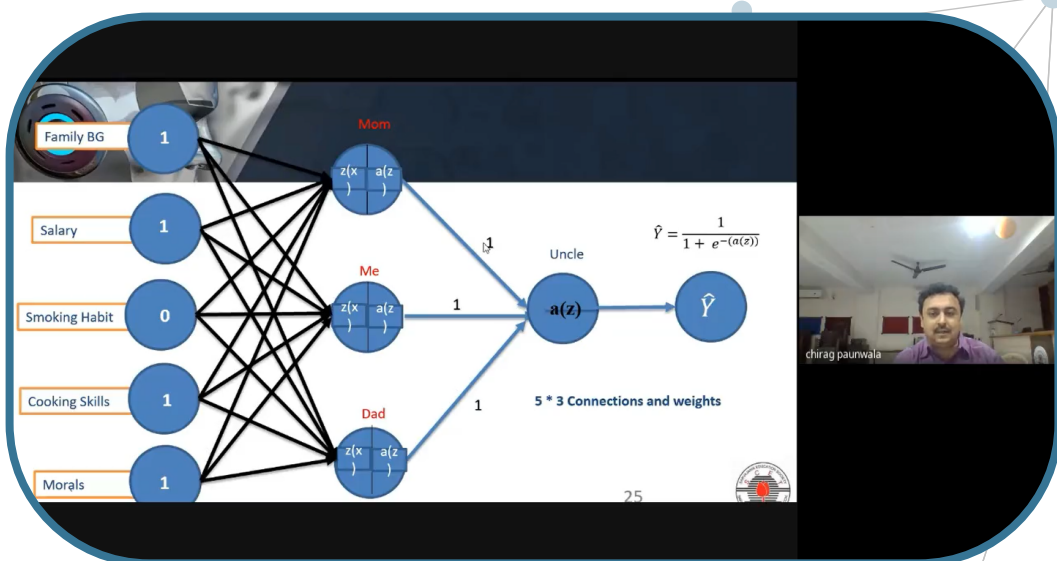 Family BG
1
Mom
z(x
)
a(z
)
Salary
1
1
Ŷ = 1 / (1 + e^−(a(z)))
Uncle
Me
Smoking Habit
0
z(x
)
a(z
)
1
a(z)
Ŷ
chirag paunwala
Cooking Skills
1
1
5 * 3 Connections and weights
Dad
z(x
)
a(z
)
Morals
1
25